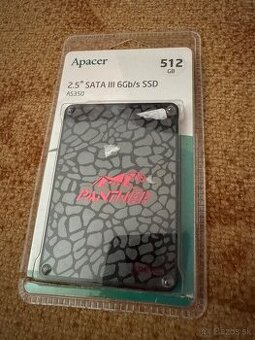 Apacer
512
GB
2.5" SATA III 6Gb/s SSD
AS350
PANTHER